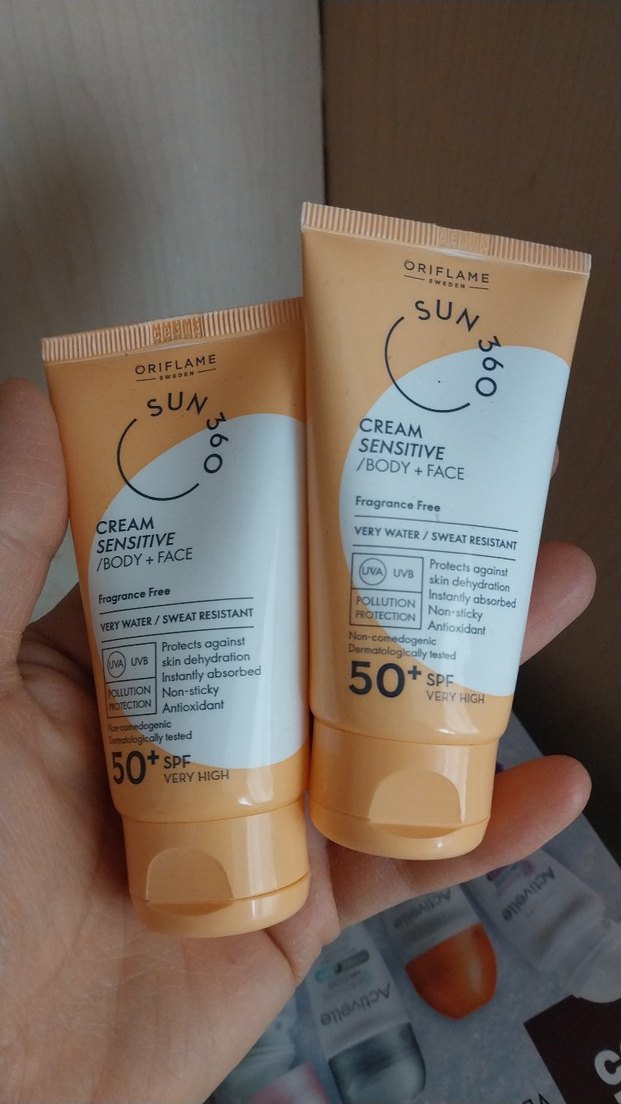 ORIFLAME
SWEDEN
SUN 360
CREAM
SENSITIVE
/BODY + FACE
Fragrance Free
VERY WATER / SWEAT RESISTANT
UVA UVB
POLLUTION
PROTECTION
Protects against
skin dehydration
Instantly absorbed
Non-sticky
Antioxidant
Non-comedogenic
Dermatologically tested
50+ SPF
VERY HIGH
ORIFLAME
SWEDEN
SUN 360
CREAM
SENSITIVE
/BODY + FACE
Fragrance Free
VERY WATER / SWEAT RESISTANT
UVA UVB
POLLUTION
PROTECTION
Protects against
skin dehydration
Instantly absorbed
Non-sticky
Antioxidant
Non-comedogenic
Dermatologically tested
50+ SPF
VERY HIGH
Activelle
Activelle
Activelle